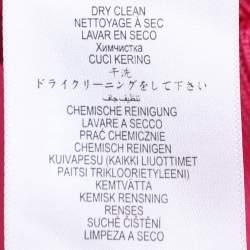 DRY CLEAN
NETTOYAGE À SEC
LAVAR EN SECO
Химчистка
CUCI KERING
干洗
ドライクリーニングをして下さい
تنظيف جاف
CHEMISCHE REINIGUNG
LAVARE A SECCO
PRAĆ CHEMICZNIE
CHEMISCH REINIGEN
KUIVAPESU (KAIKKI LIUOTTIMET
PAITSI TRIKLOORIETYLEENI)
KEMTVÄTTA
KEMISK RENSNING
RENSES
SUCHÉ ČIŠTĚNÍ
LIMPEZA A SECO